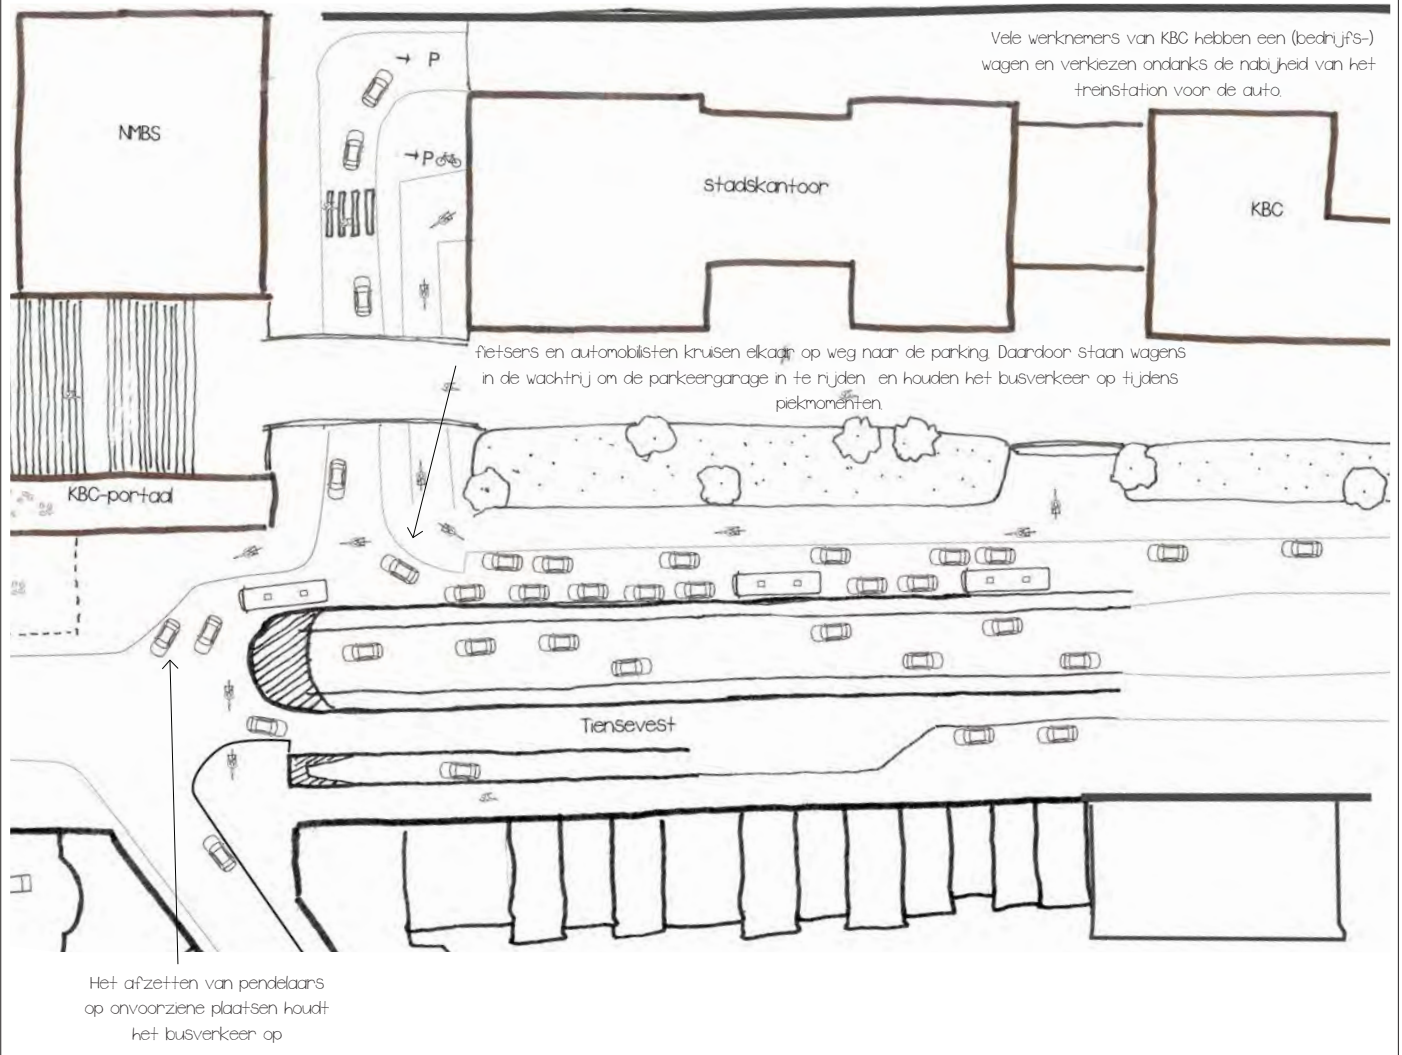 Vele werknemers van KBC hebben een (bedrijfs-)
wagen en verkiezen ondanks de nabijheid van het
treinstation voor de auto.
P
NMBS
P
stadskantoor
KBC
fietsers en automobilisten kruisen elkaar op weg naar de parking. Daardoor staan wagens
in de wachtrij om de parkeergarage in te rijden en houden het busverkeer op tijdens
piekmomenten.
KBC-portaal
Tiensevest
Het afzetten van pendelaars
op onvoorziene plaatsen houdt
het busverkeer op